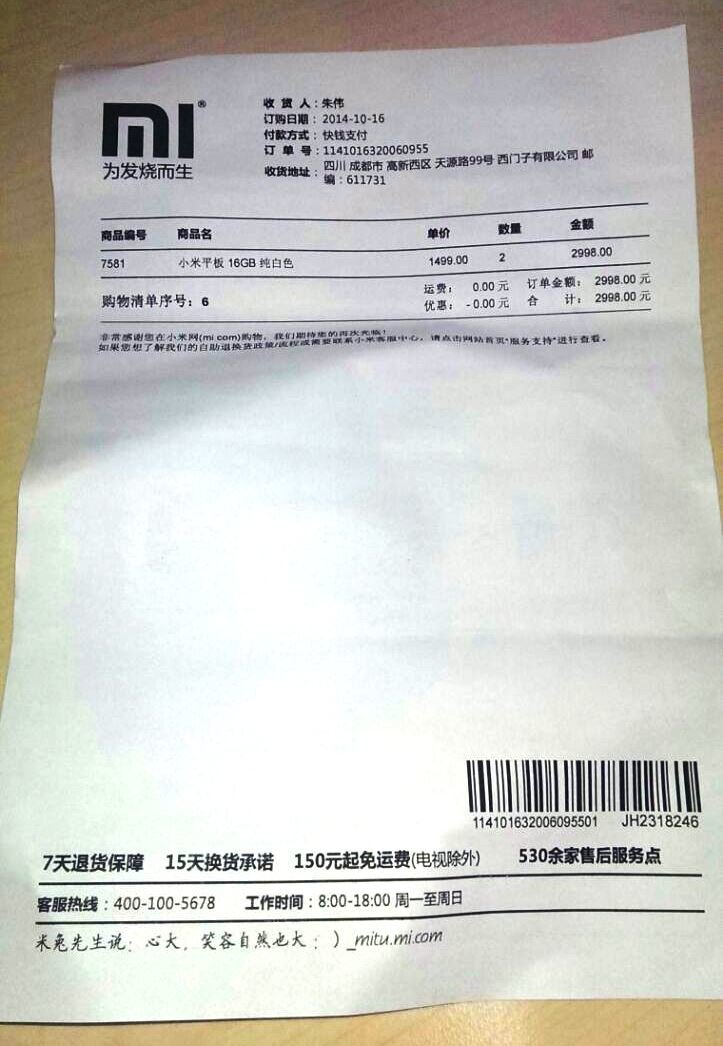 mi®
为发烧而生
收 货 人：朱伟
订购日期：2014-10-16
付款方式：快钱支付
订 单 号：1141016320060955
收货地址：四川 成都市 高新西区 天源路99号 西门子有限公司 邮
编：611731
商品编号 商品名 单价 数量 金额
7581 小米平板 16GB 纯白色 1499.00 2 2998.00
购物清单序号：6
运费： 0.00 元 订单金额： 2998.00 元
优惠： - 0.00 元 合 计： 2998.00 元
非常感谢您在小米网(mi.com)购物，我们期待您的再次光临！
如果您想了解我们的自助退换货政策/流程或需要联系小米客服中心，请点击网站首页“服务支持”进行查看。
114101632006095501 JH2318246
7天退货保障 15天换货承诺 150元起免运费(电视除外) 530余家售后服务点
客服热线：400-100-5678 工作时间：8:00-18:00 周一至周日
米兔先生说：心大，笑容自然也大：）_mitu.mi.com